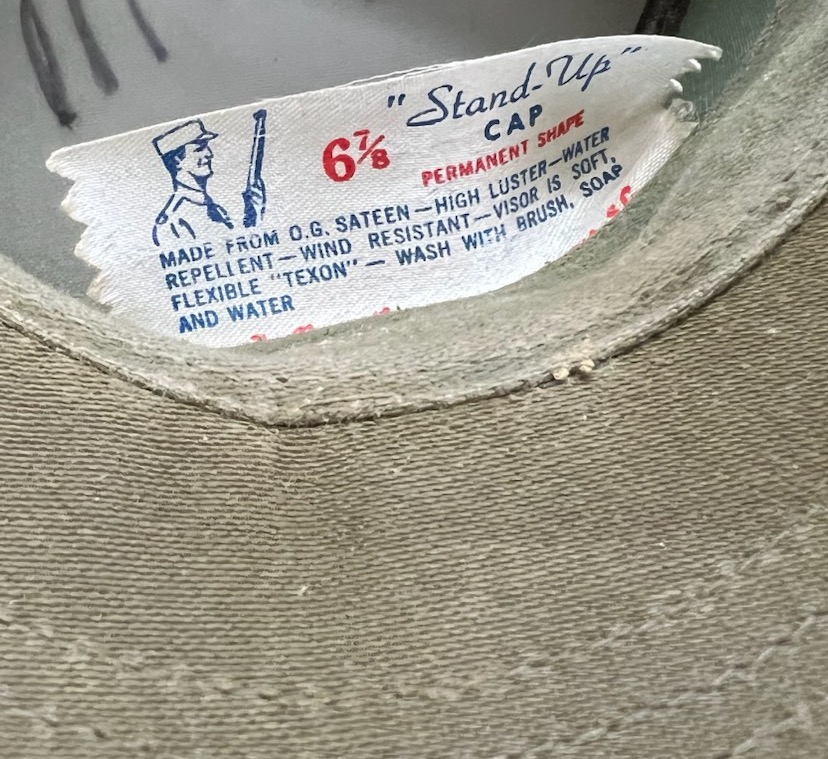 "Stand-Up"
CAP
6⅞
PERMANENT SHAPE
MADE FROM O.G. SATEEN—HIGH LUSTER—WATER
REPELLENT—WIND RESISTANT—VISOR IS SOFT,
FLEXIBLE "TEXON"— WASH WITH BRUSH, SOAP
AND WATER